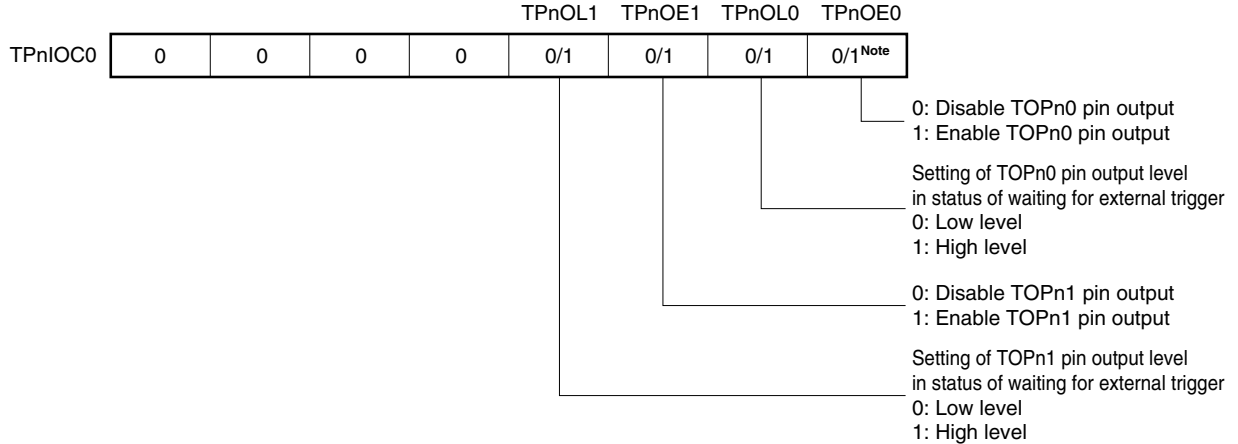 TPnOL1 TPnOE1 TPnOL0 TPnOE0
TPnIOC0 0 0 0 0 0/1 0/1 0/1 0/1Note
0: Disable TOPn0 pin output
1: Enable TOPn0 pin output
Setting of TOPn0 pin output level
in status of waiting for external trigger
0: Low level
1: High level
0: Disable TOPn1 pin output
1: Enable TOPn1 pin output
Setting of TOPn1 pin output level
in status of waiting for external trigger
0: Low level
1: High level